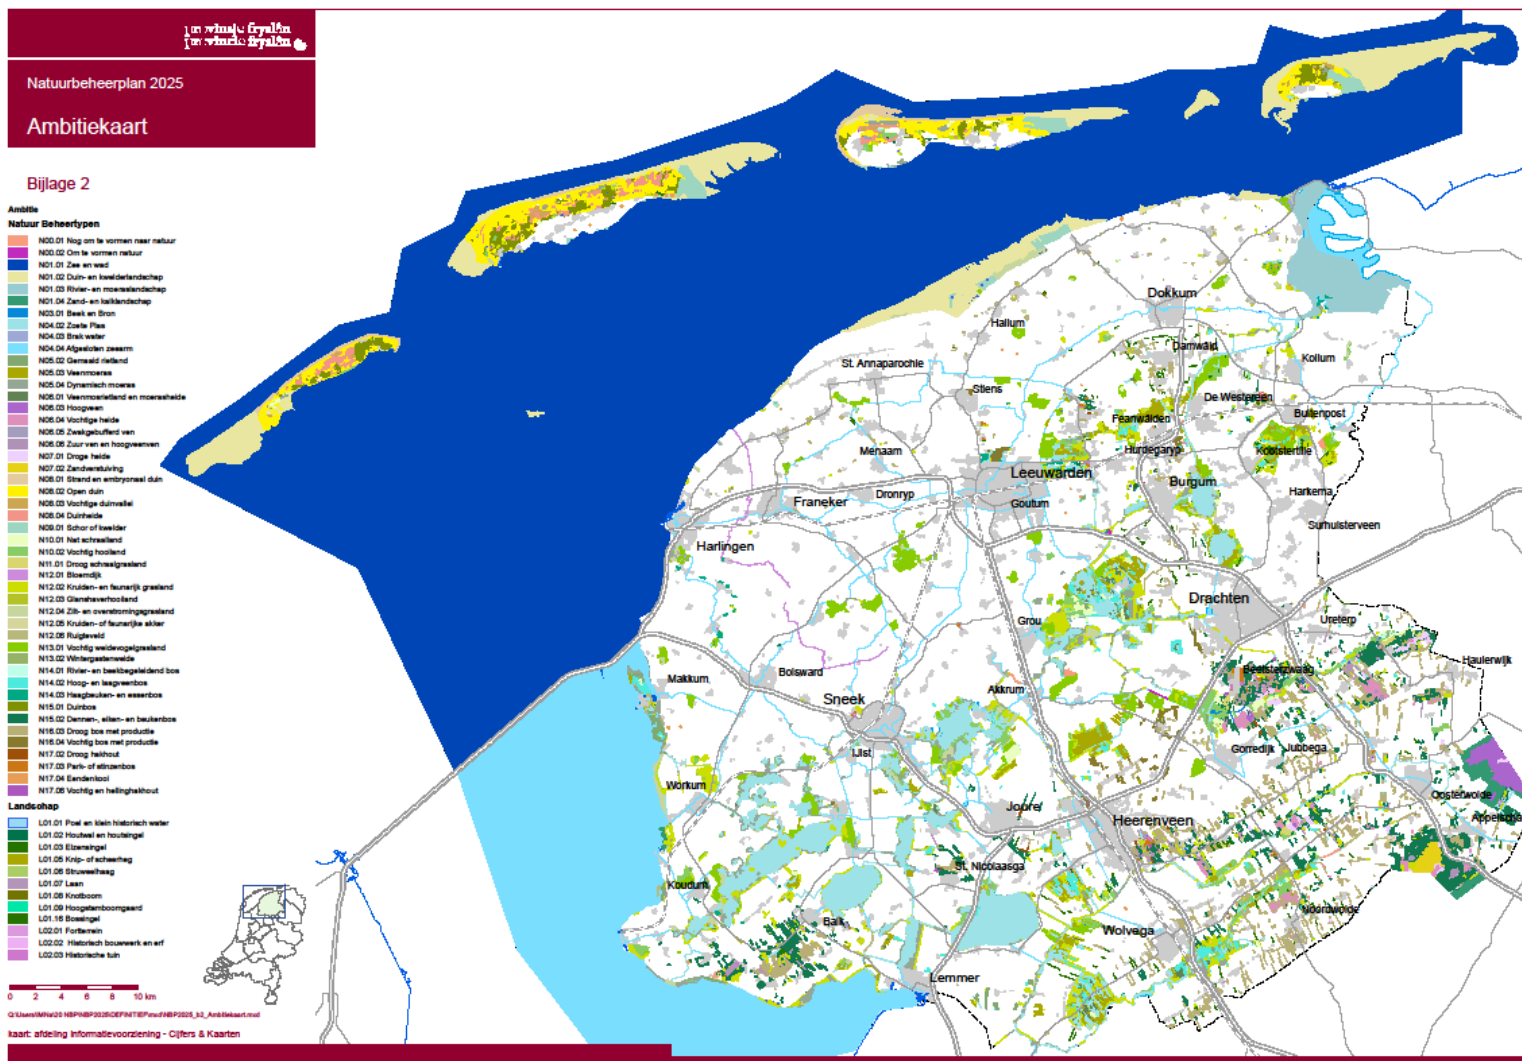 provinsje fryslân
provincie fryslân
Natuurbeheerplan 2025
Ambitiekaart
Bijlage 2
Ambitie
Natuur Beheertypen
N00.01 Nog om te vormen naar natuur
N00.02 Om te vormen natuur
N01.01 Zee en wad
N01.02 Duin- en kwelderlandschap
N01.03 Rivier- en moeraslandschap
N01.04 Zand- en kalklandschap
N03.01 Beek en Bron
N04.02 Zoete Plas
N04.03 Brak water
N04.04 Afgesloten zeearm
N05.02 Gemaaid rietland
N05.03 Veenmoeras
N05.04 Dynamisch moeras
N06.01 Veenmosrietland en moerasheide
N06.03 Hoogveen
N06.04 Vochtige heide
N06.05 Zwakgebufferd ven
N06.06 Zuur ven en hoogveenven
N07.01 Droge heide
N07.02 Zandverstuiving
N08.01 Strand en embryonaal duin
N08.02 Open duin
N08.03 Vochtige duinvallei
N08.04 Duinheide
N09.01 Schor of kwelder
N10.01 Nat schraalland
N10.02 Vochtig hooiland
N11.01 Droog schraalgrasland
N12.01 Bloemdijk
N12.02 Kruiden- en faunarijk grasland
N12.03 Glanshaverhooiland
N12.04 Zilt- en overstromingsgrasland
N12.05 Kruiden- of faunarijke akker
N12.06 Ruigteveld
N13.01 Vochtig weidevogelgrasland
N13.02 Wintergastenweide
N14.01 Rivier- en beekbegeleidend bos
N14.02 Hoog- en laagveenbos
N14.03 Haagbeuken- en essenbos
N15.01 Duinbos
N15.02 Dennen-, eiken- en beukenbos
N16.03 Droog bos met productie
N16.04 Vochtig bos met productie
N17.02 Droog hakhout
N17.03 Park- of stinzenbos
N17.04 Eendenkooi
N17.06 Vochtig en hellinghakhout
Landschap
L01.01 Poel en klein historisch water
L01.02 Houtwal en houtsingel
L01.03 Elzensingel
L01.05 Knip- of scheerheg
L01.06 Struweelhaag
L01.07 Laan
L01.08 Knotboom
L01.09 Hoogstamboomgaard
L01.16 Bossingel
L02.01 Fortterrein
L02.02 Historisch bouwwerk en erf
L02.03 Historische tuin
0 2 4 6 8 10 km
kaart: afdeling Informatievoorziening - Cijfers & Kaarten
Dokkum
Hallum
Damwâld
Kollum
St. Annaparochie
Stiens
De Westereen
Buitenpost
Feanwâlden
Menaam
Hurdegaryp
Kootstertille
Leeuwarden
Burgum
Harkema
Franeker
Dronryp
Goutum
Surhuisterveen
Harlingen
Drachten
Grou
Ureterp
Haulerwijk
Beetsterzwaag
Bolsward
Makkum
Akkrum
Sneek
Gorredijk
Jubbega
IJlst
Workum
Oosterwolde
Joure
Heerenveen
Appelscha
St. Nicolaasga
Koudum
Noordwolde
Balk
Wolvega
Lemmer